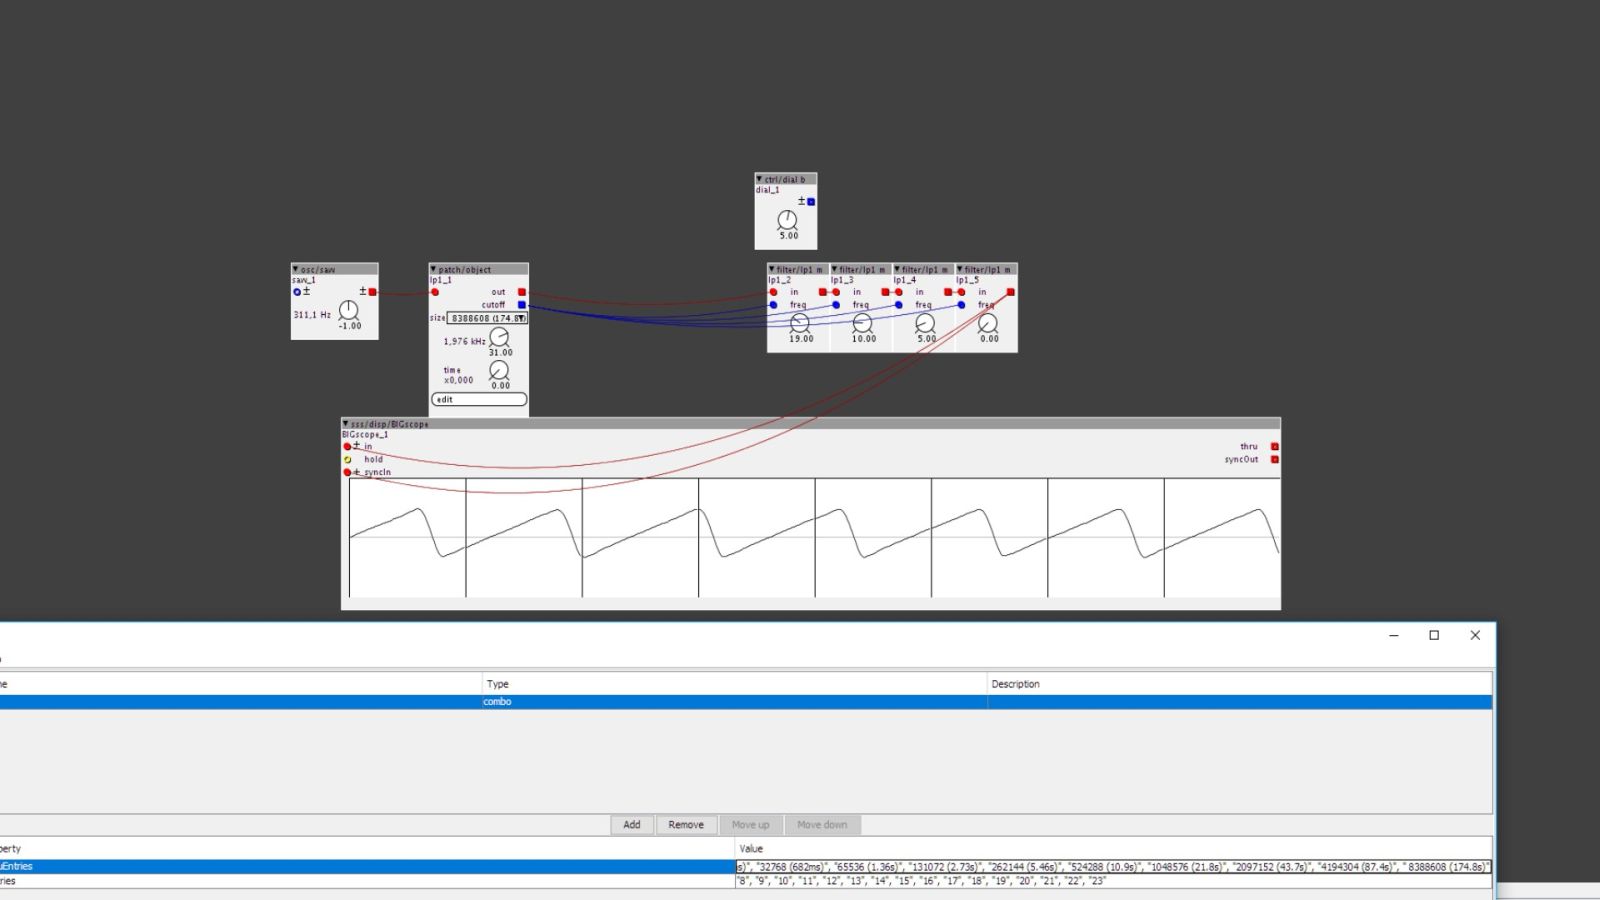 ctrl/dial b
dial_1
±
5.00
osc/saw
saw_1
±
±
311,1 Hz
-1.00
patch/object
lp1_1
out
cutoff
size 8388608 (174.8
1,976 kHz
31.00
time
x0,000
0.00
edit
filter/lp1 m
lp1_2
in
freq
19.00
filter/lp1 m
lp1_3
in
freq
10.00
filter/lp1 m
lp1_4
in
freq
5.00
filter/lp1 m
lp1_5
in
freq
0.00
sss/disp/BIGscope
BIGscope_1
± in
thru
hold
syncOut
± syncIn
Type
Description
combo
Add
Remove
Move up
Move down
perty
Value
uEntries
s)", "32768 (682ms)", "65536 (1.36s)", "131072 (2.73s)", "262144 (5.46s)", "524288 (10.9s)", "1048576 (21.8s)", "2097152 (43.7s)", "4194304 (87.4s)", " 8388608 (174.8s)"
ries
"8", "9", "10", "11", "12", "13", "14", "15", "16", "17", "18", "19", "20", "21", "22", "23"